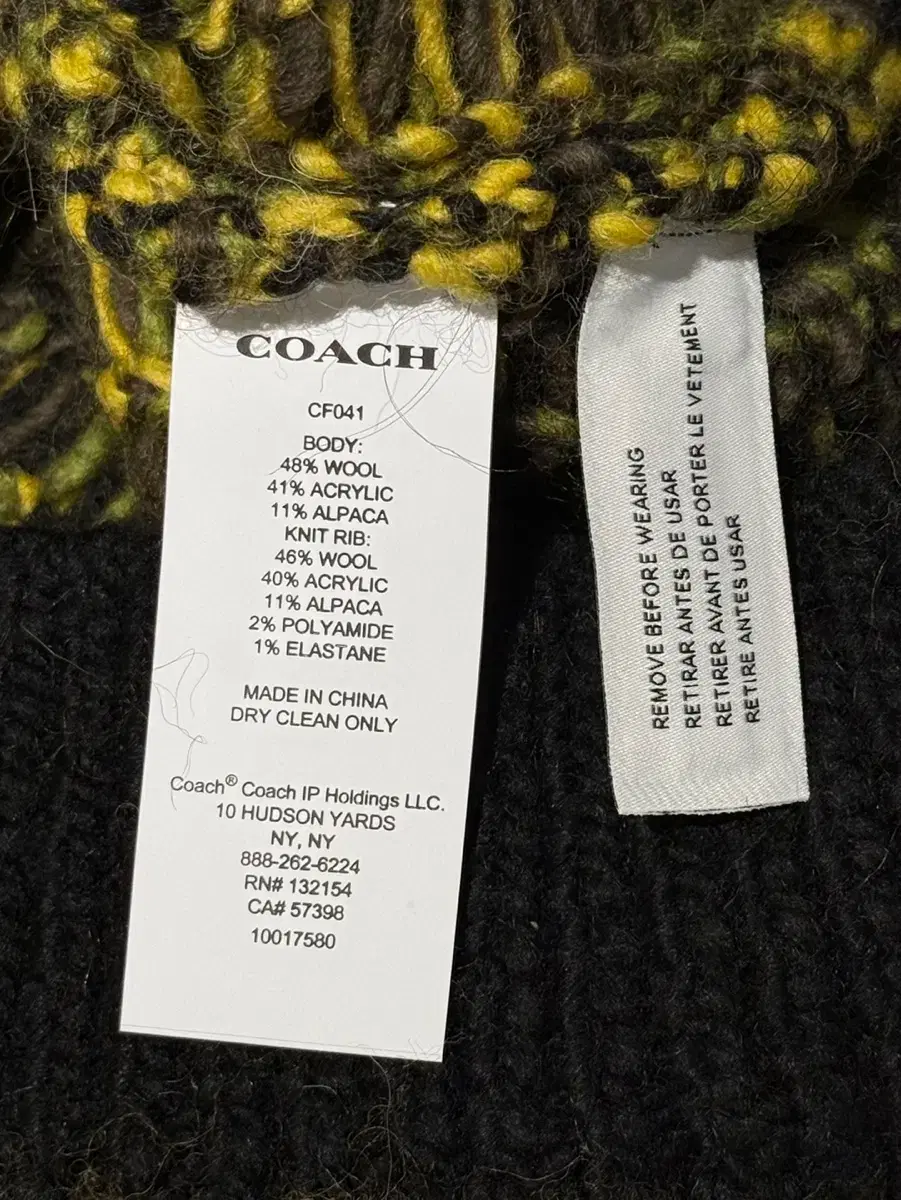 COACH
CF041
BODY:
48% WOOL
41% ACRYLIC
11% ALPACA
KNIT RIB:
46% WOOL
40% ACRYLIC
11% ALPACA
2% POLYAMIDE
1% ELASTANE
MADE IN CHINA
DRY CLEAN ONLY
Coach® Coach IP Holdings LLC.
10 HUDSON YARDS
NY, NY
888-262-6224
RN# 132154
CA# 57398
10017580
REMOVE BEFORE WEARING
RETIRAR ANTES DE USAR
RETIRER AVANT DE PORTER LE VETEMENT
RETIRE ANTES USAR